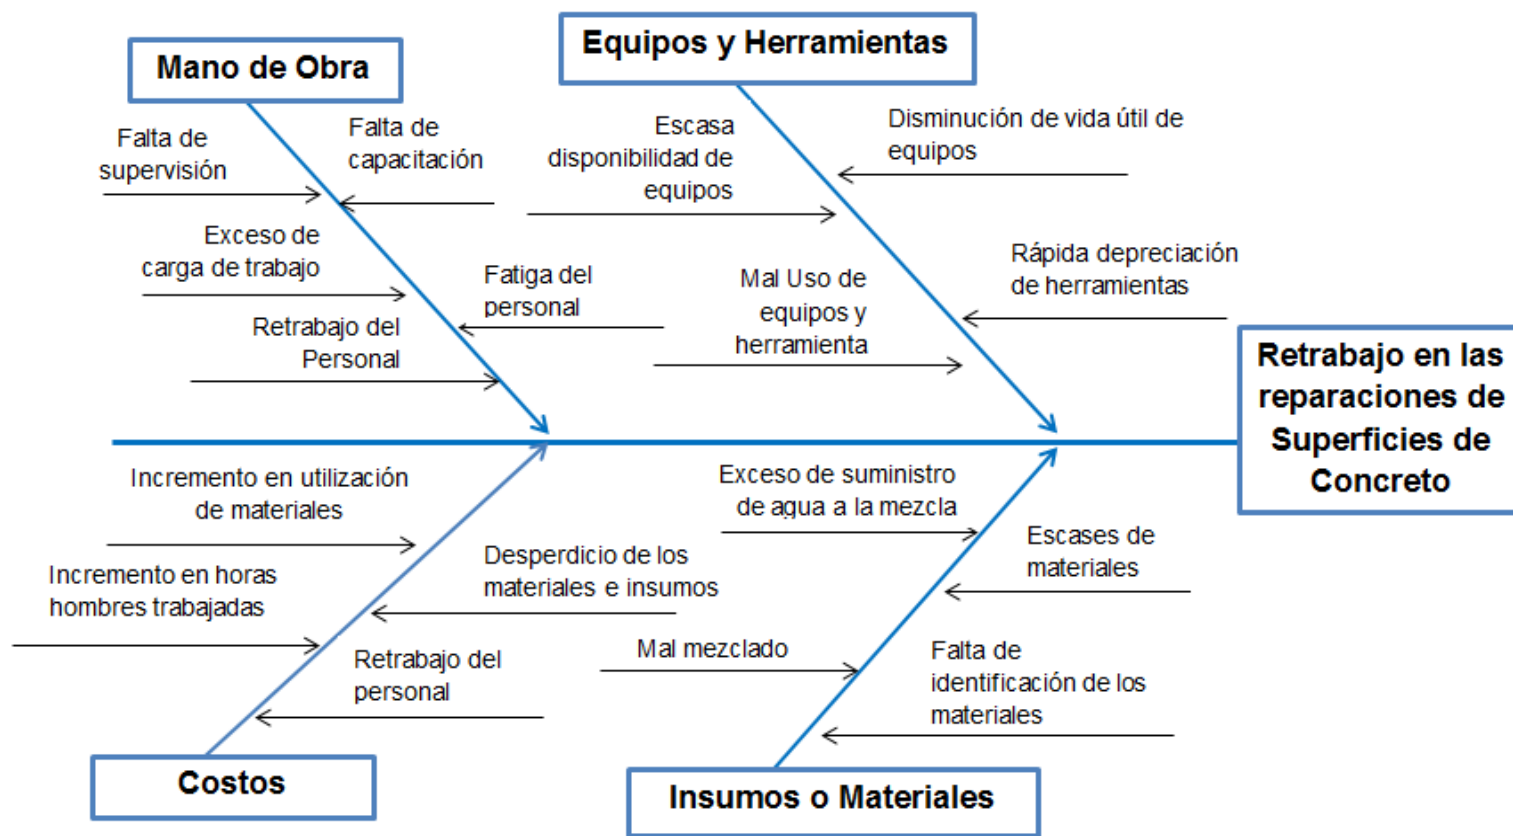 Mano de Obra
Equipos y Herramientas
Falta de
supervisión
Falta de
capacitación
Exceso de
carga de trabajo
Fatiga del
personal
Retrabajo del
Personal
Escasa
disponibilidad de
equipos
Disminución de vida útil de
equipos
Mal Uso de
equipos y
herramienta
Rápida depreciación
de herramientas
Retrabajo en las
reparaciones de
Superficies de
Concreto
Incremento en utilización
de materiales
Desperdicio de los
materiales e insumos
Incremento en horas
hombres trabajadas
Retrabajo del
personal
Exceso de suministro
de agua a la mezcla
Escases de
materiales
Mal mezclado
Falta de
identificación de los
materiales
Costos
Insumos o Materiales